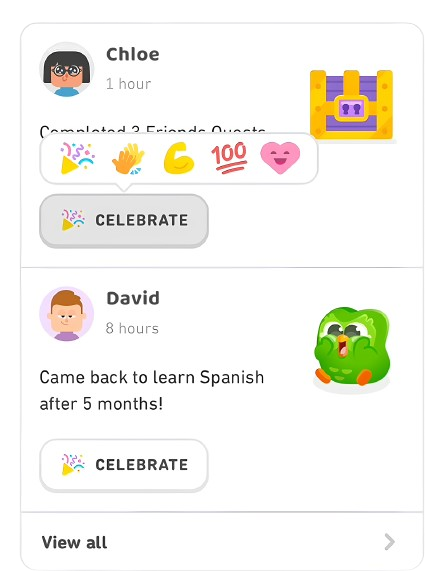 Chloe
1 hour
Completed 3 Friends Quests
100
CELEBRATE
David
8 hours
Came back to learn Spanish
after 5 months!
CELEBRATE
View all